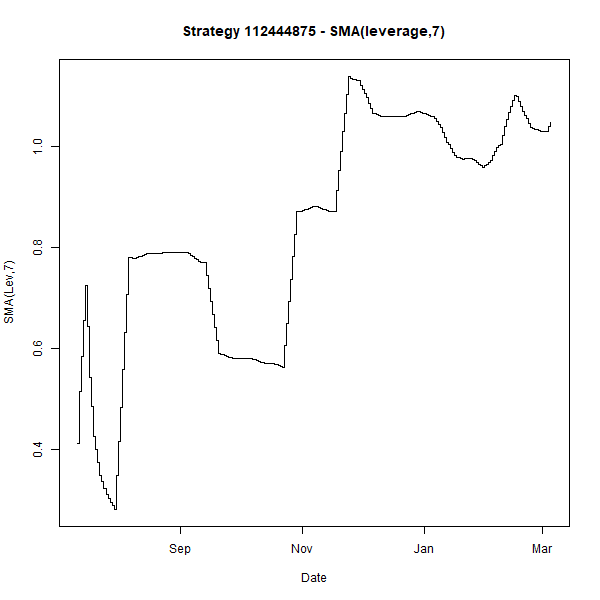 Strategy 112444875 - SMA(leverage,7)
SMA(Lev,7)
1.0
0.8
0.6
0.4
Sep Nov Jan Mar
Date